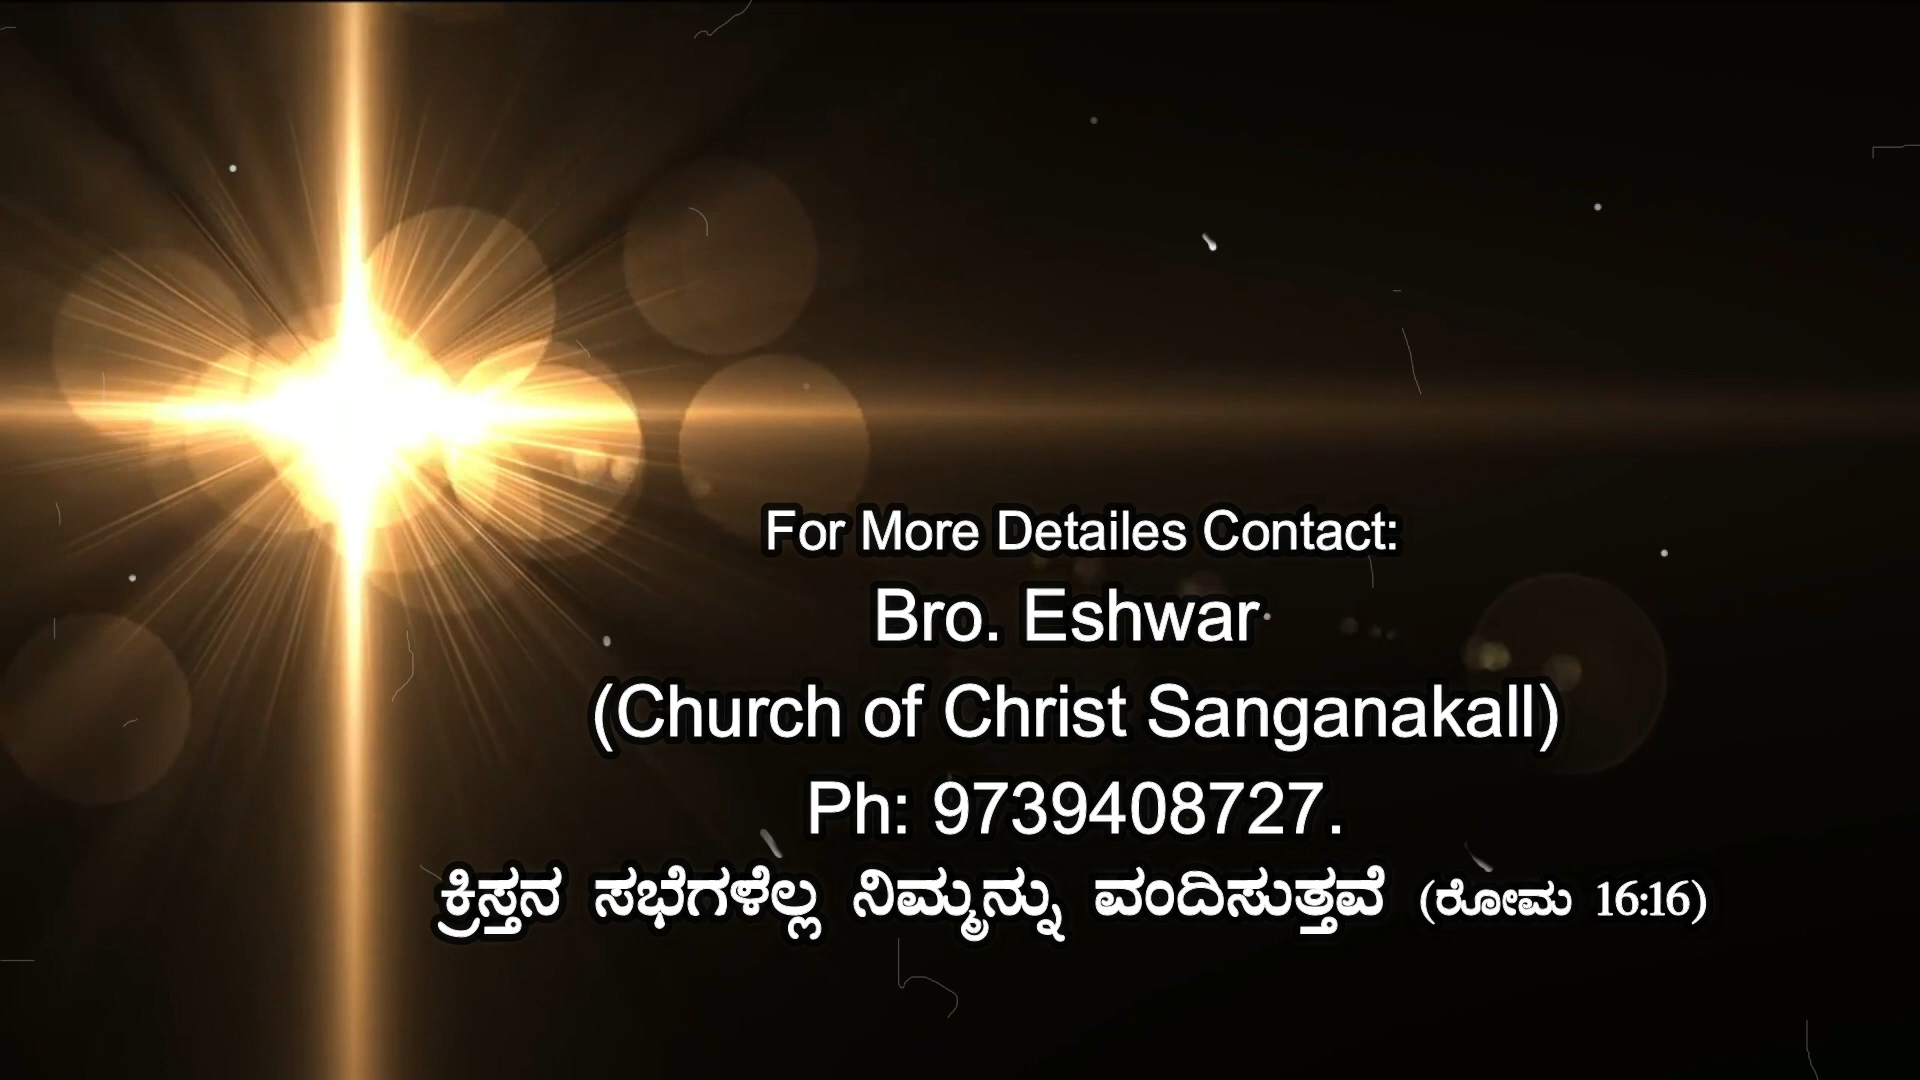 For More Detailes Contact:
Bro. Eshwar
(Church of Christ Sanganakall)
Ph: 9739408727.
ಕ್ರಿಸ್ತನ ಸಭೆಗಳೆಲ್ಲ ನಿಮ್ಮನ್ನು ವಂದಿಸುತ್ತವೆ (ರೋಮ 16:16)